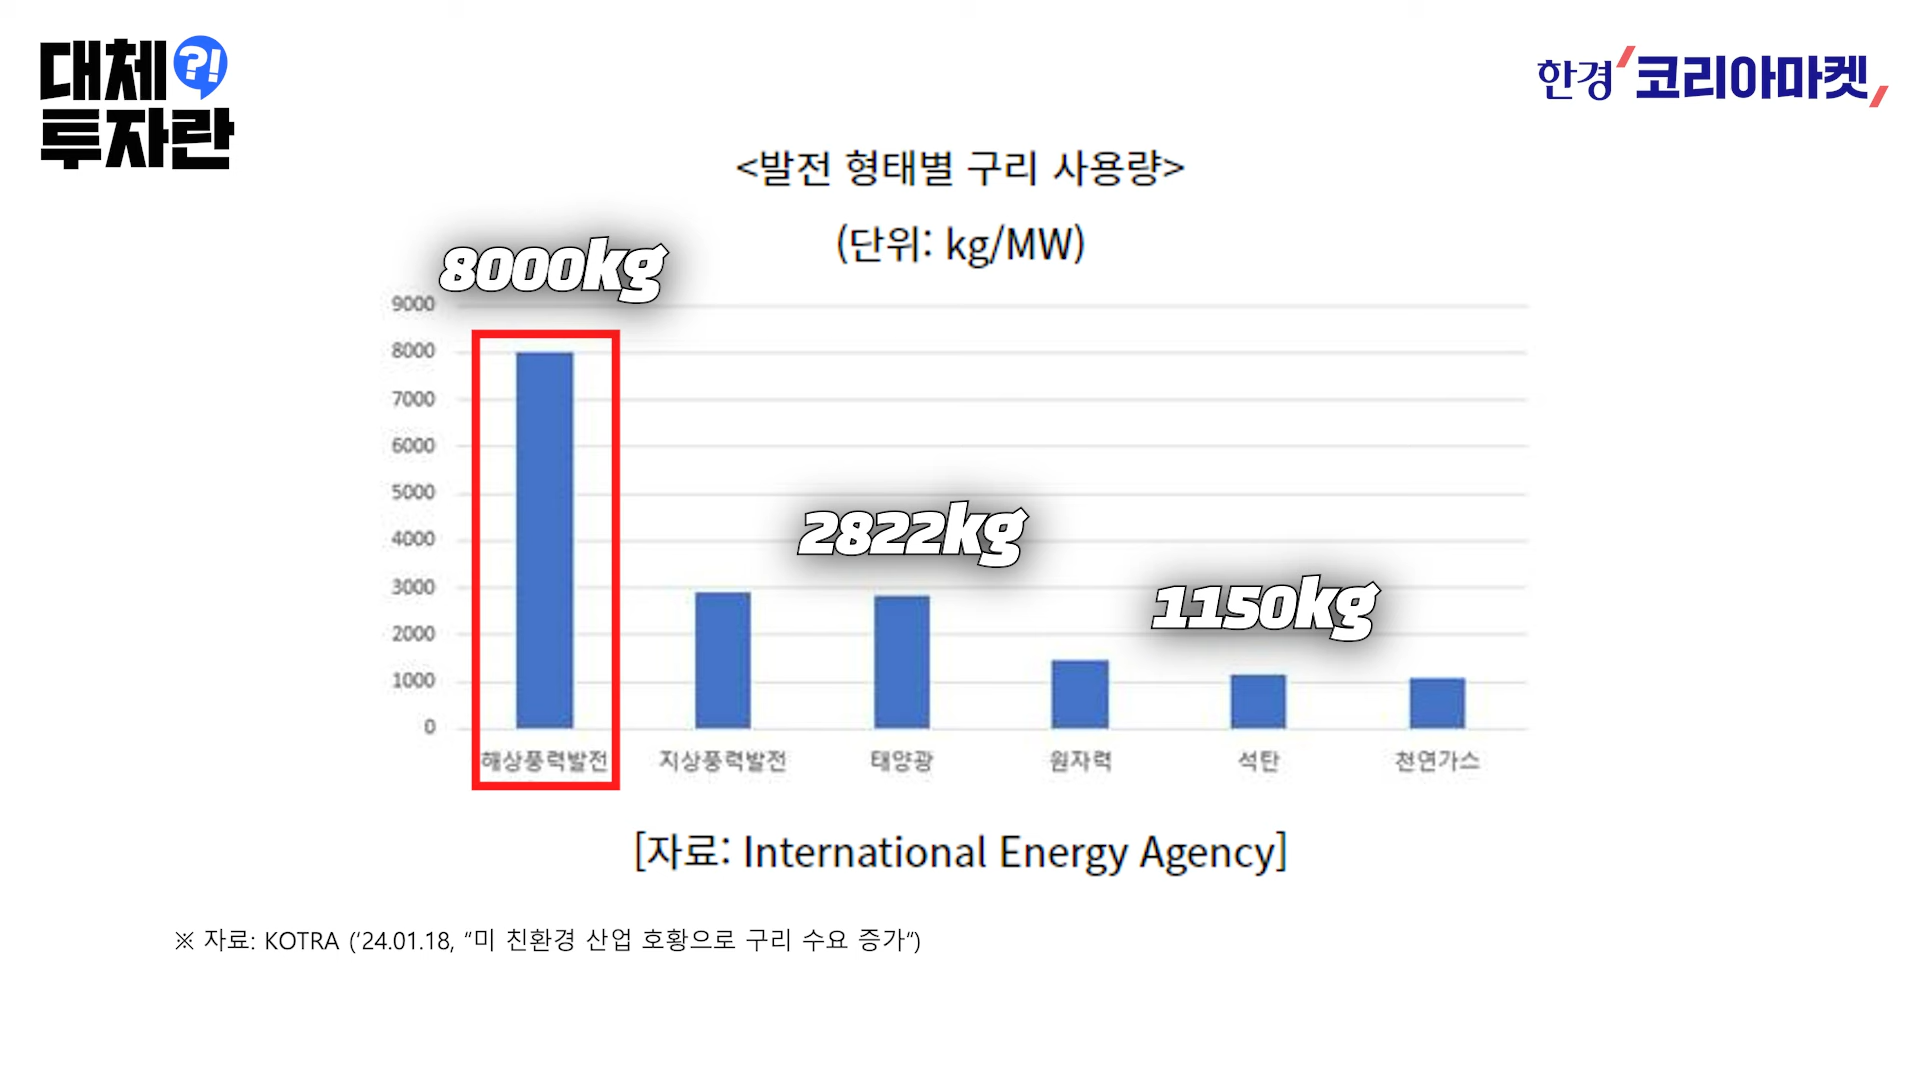 대체?!
투자란
한경 코리아마켓
<발전 형태별 구리 사용량>
(단위: kg/MW)
8000kg
2822kg
1150kg
9000
8000
7000
6000
5000
4000
3000
2000
1000
0
해상풍력발전 지상풍력발전 태양광 원자력 석탄 천연가스
[자료: International Energy Agency]
※ 자료: KOTRA (‘24.01.18, “미 친환경 산업 호황으로 구리 수요 증가”)